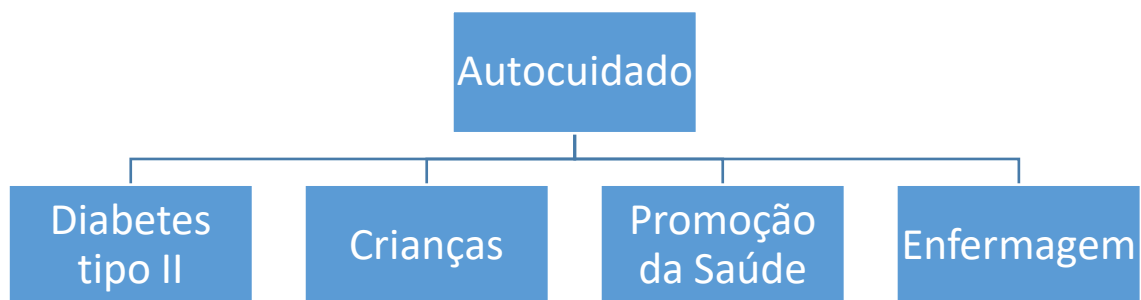 Autocuidado
Diabetes
tipo II
Crianças
Promoção
da Saúde
Enfermagem